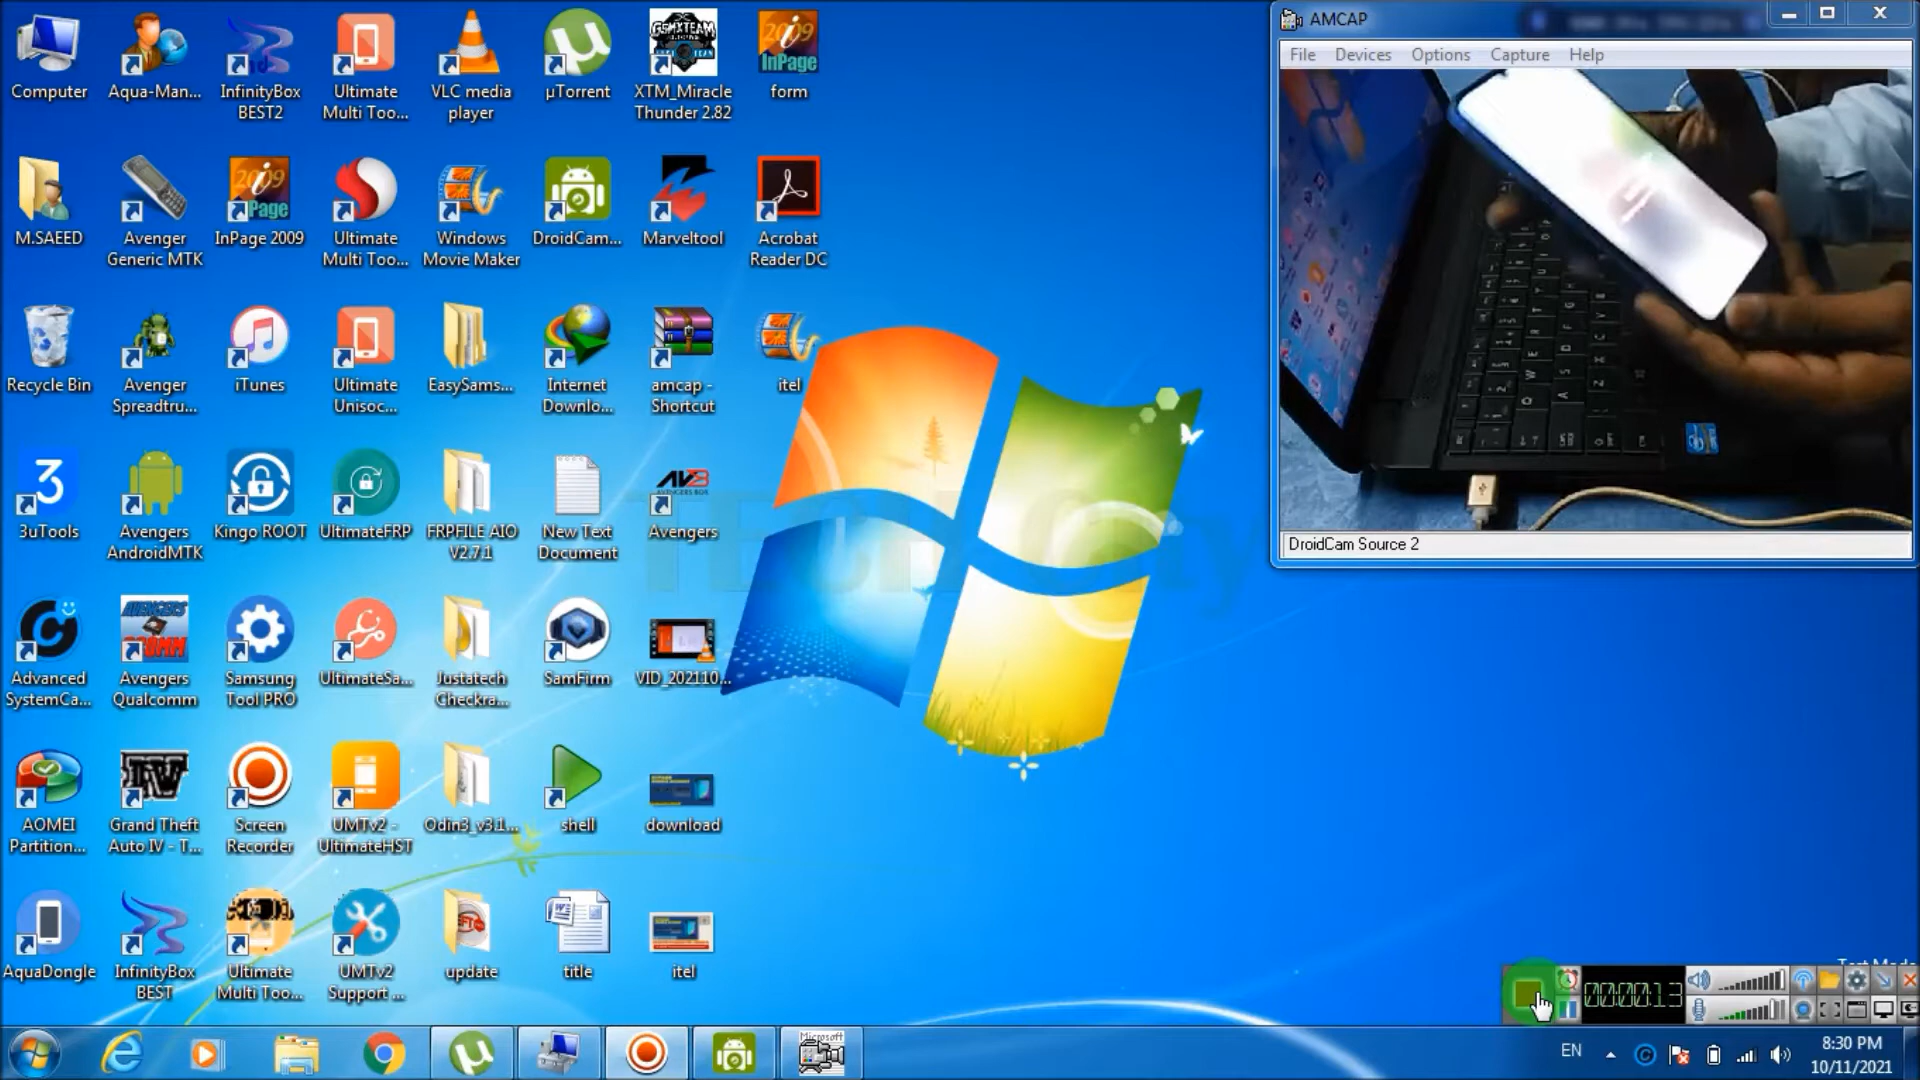 Computer
Aqua-Man...
InfinityBox
BEST2
Ultimate
Multi Too...
VLC media
player
µTorrent
XTM_Miracle
Thunder 2.82
form
M.SAEED
Avenger
Generic MTK
InPage 2009
Ultimate
Multi Too...
Windows
Movie Maker
DroidCam...
Marveltool
Acrobat
Reader DC
Recycle Bin
Avenger
Spreadtru...
iTunes
Ultimate
Unisoc...
EasySams...
Internet
Downlo...
amcap -
Shortcut
itel
3uTools
Avengers
AndroidMTK
Kingo ROOT
UltimateFRP
FRPFILE AIO
V2.7.1
New Text
Document
Avengers
Advanced
SystemCa...
Avengers
Qualcomm
Samsung
Tool PRO
UltimateSa...
Justatech
Checkra...
SamFirm
VID_202110...
AOMEI
Partition...
Grand Theft
Auto IV - T...
Screen
Recorder
UMTv2 -
UltimateHST
Odin3_v3.1...
shell
download
AquaDongle
InfinityBox
BEST
Ultimate
Multi Too...
UMTv2
Support ...
update
title
itel
TECH City
AMCAP
File Devices Options Capture Help
DroidCam Source 2
00:00:13
EN
8:30 PM
10/11/2021